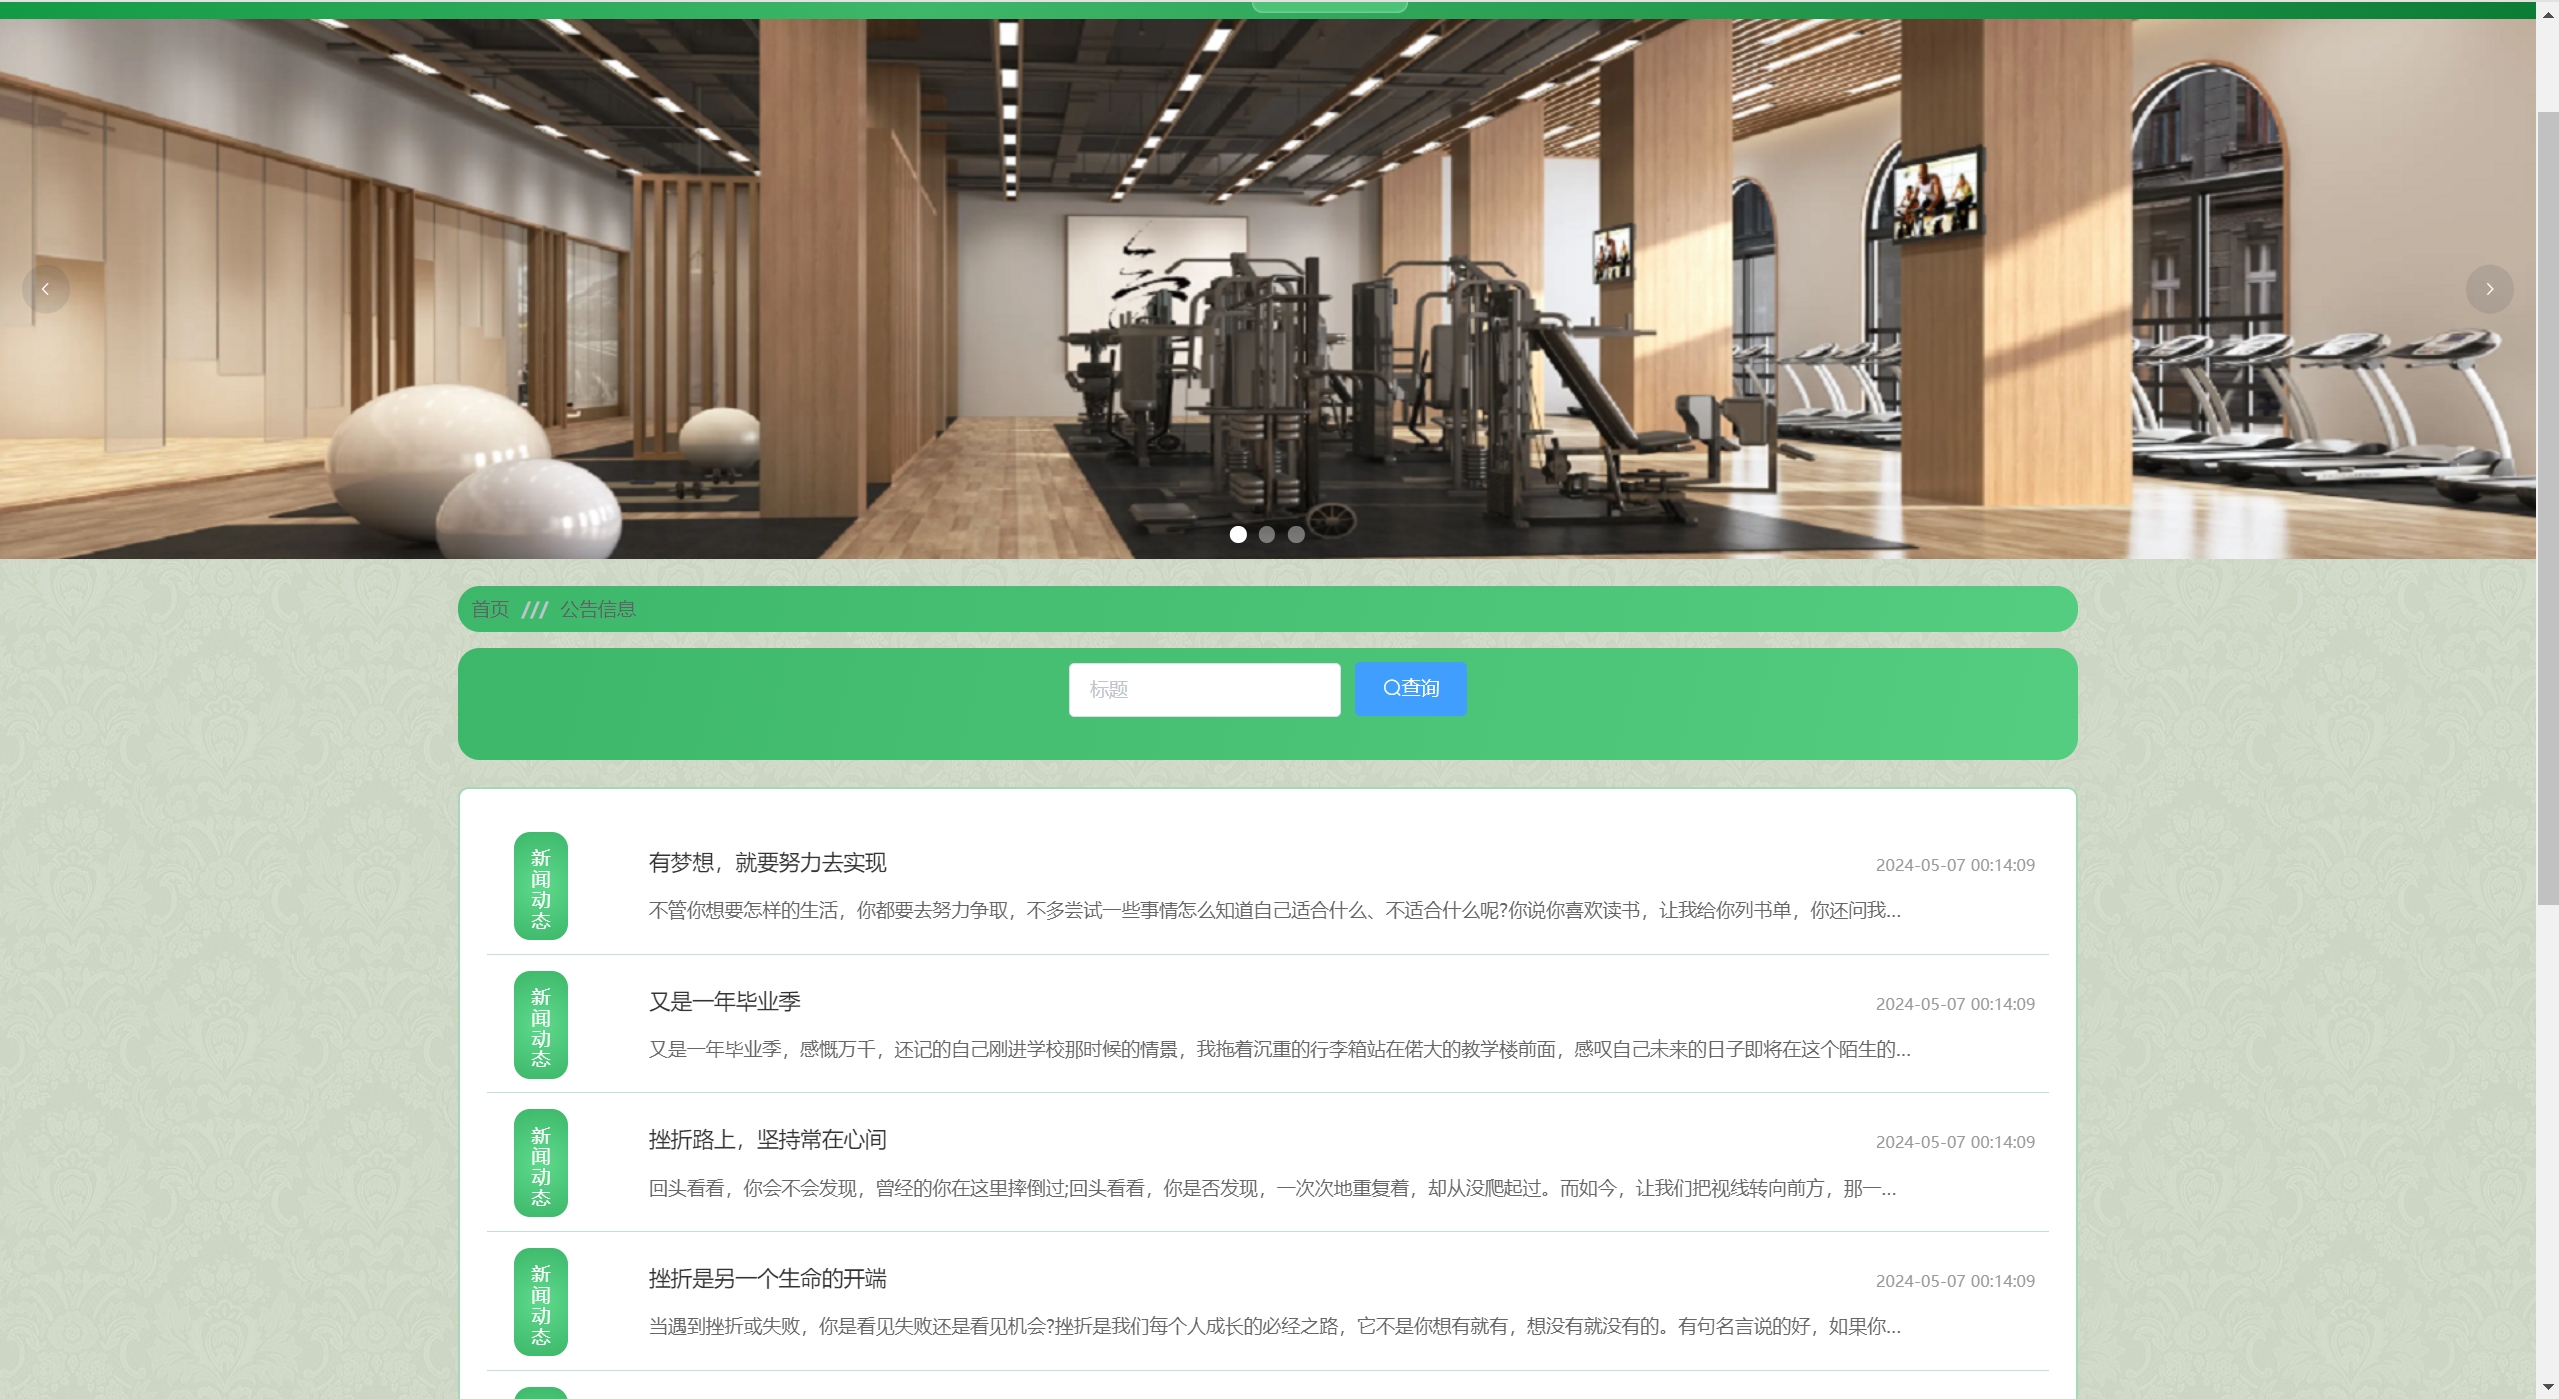 首页 /// 公告信息
标题 查询
新闻动态
有梦想，就要努力去实现 2024-05-07 00:14:09
不管你想要怎样的生活，你都要去努力争取，不多尝试一些事情怎么知道自己适合什么、不适合什么呢?你说你喜欢读书，让我给你列书单，你还问我...
新闻动态
又是一年毕业季 2024-05-07 00:14:09
又是一年毕业季，感慨万千，还记的自己刚进学校那时候的情景，我拖着沉重的行李箱站在偌大的教学楼前面，感叹自己未来的日子即将在这个陌生的...
新闻动态
挫折路上，坚持常在心间 2024-05-07 00:14:09
回头看看，你会不会发现，曾经的你在这里摔倒过;回头看看，你是否发现，一次次地重复着，却从没爬起过。而如今，让我们把视线转向前方，那一...
新闻动态
挫折是另一个生命的开端 2024-05-07 00:14:09
当遇到挫折或失败，你是看见失败还是看见机会?挫折是我们每个人成长的必经之路，它不是你想有就有，想没有就没有的。有句名言说的好，如果你...